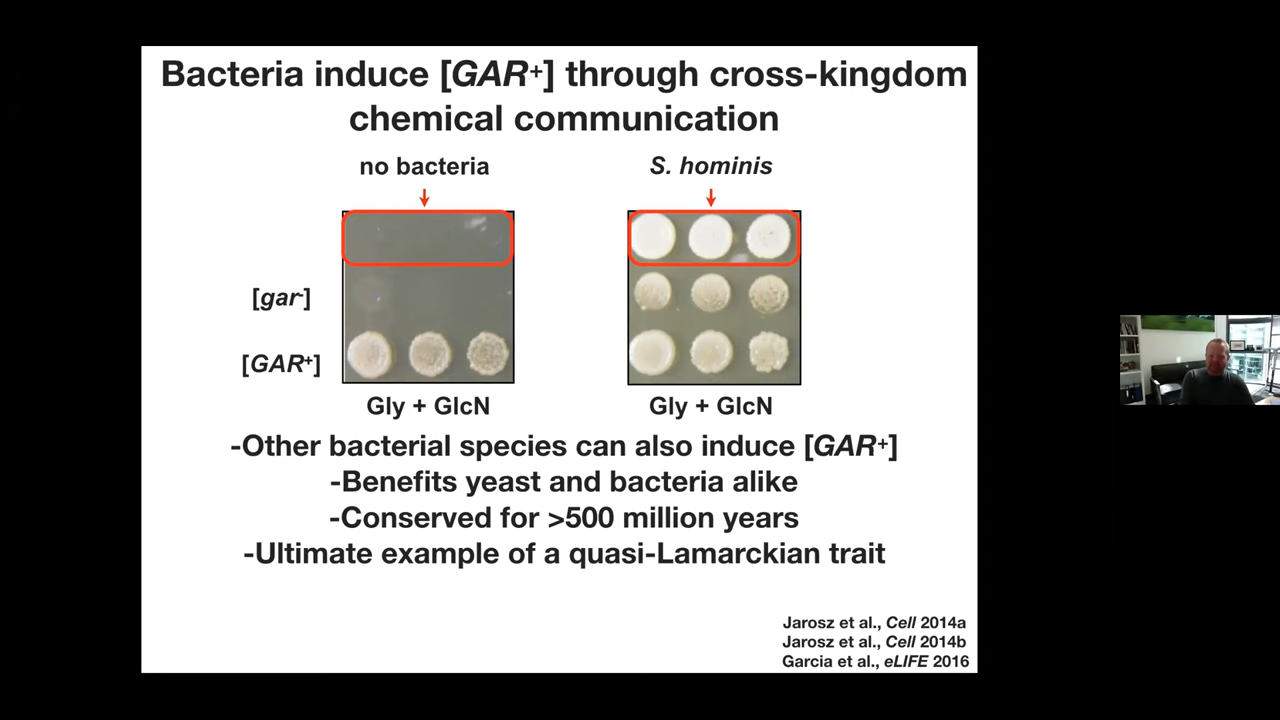 Bacteria induce [GAR+] through cross-kingdom
chemical communication
no bacteria
S. hominis
[gar-]
[GAR+]
Gly + GlcN
Gly + GlcN
-Other bacterial species can also induce [GAR+]
-Benefits yeast and bacteria alike
-Conserved for >500 million years
-Ultimate example of a quasi-Lamarckian trait
Jarosz et al., Cell 2014a
Jarosz et al., Cell 2014b
Garcia et al., eLIFE 2016